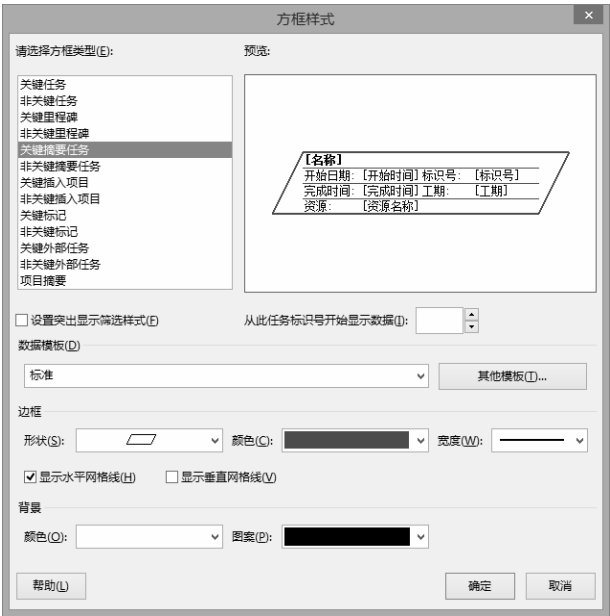 方框样式
请选择方框类型(E):
预览:
关键任务
非关键任务
关键里程碑
非关键里程碑
关键摘要任务
非关键摘要任务
关键插入项目
非关键插入项目
关键标记
非关键标记
关键外部任务
非关键外部任务
项目摘要
[名称]
开始日期: [开始时间] 标识号: [标识号]
完成时间: [完成时间] 工期: [工期]
资源: [资源名称]
设置突出显示筛选样式(F)
从此任务标识号开始显示数据(I):
数据模板(D)
标准
其他模板(T)...
边框
形状(S):
颜色(C):
宽度(W):
显示水平网格线(H)
显示垂直网格线(V)
背景
颜色(O):
图案(P):
帮助(L)
确定
取消